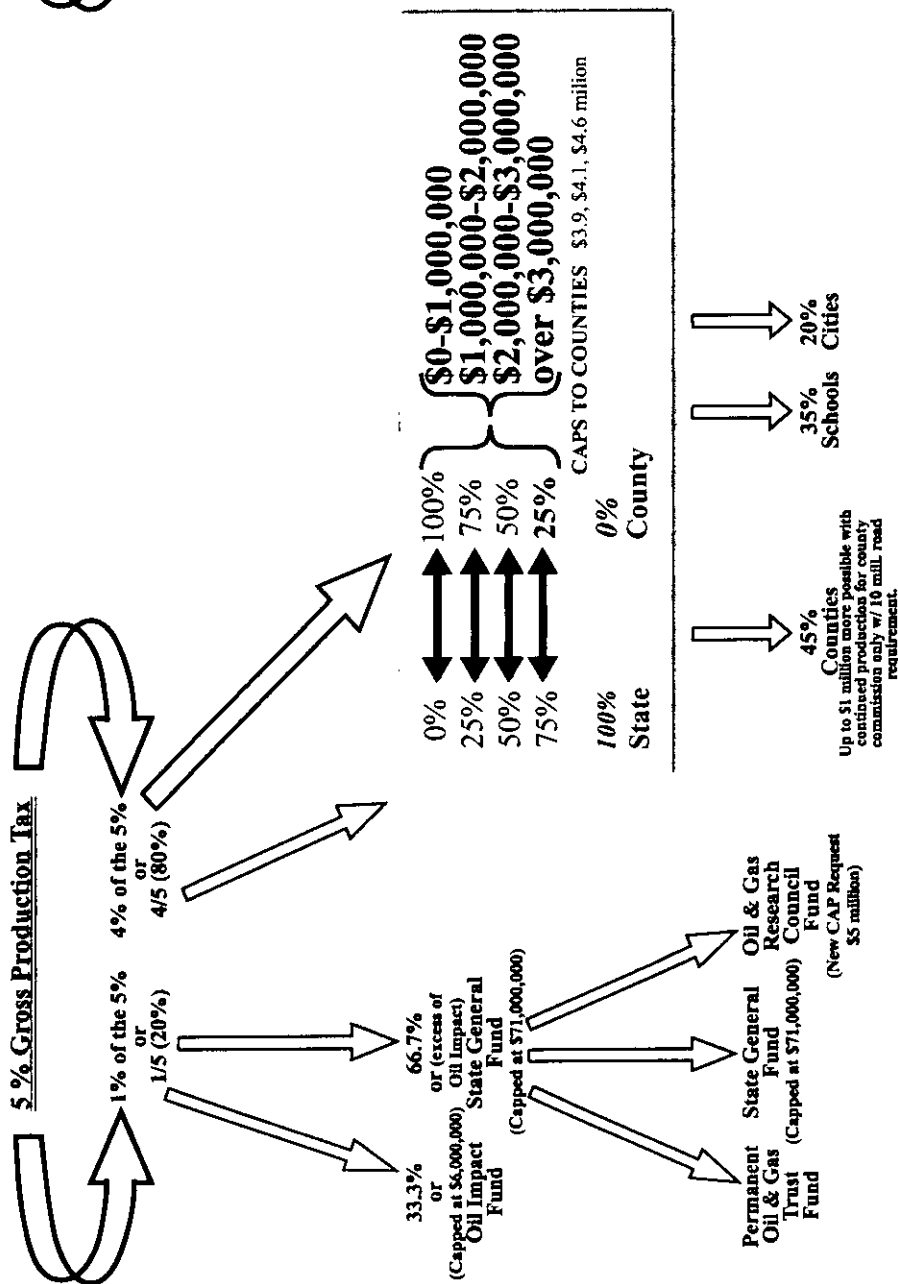 5 % Gross Production Tax
1% of the 5%
or
1/5 (20%)
4% of the 5%
or
4/5 (80%)
33.3%
or
(Capped at $6,000,000)
Oil Impact
Fund
66.7%
or (excess of
Oil Impact)
State General
Fund
(Capped at $71,000,000)
Permanent
Oil & Gas
Trust
Fund
State General
Fund
(Capped at $71,000,000)
Oil & Gas
Research
Council
Fund
(New CAP Request
$5 million)
0% 100% $0-$1,000,000
25% 75% $1,000,000-$2,000,000
50% 50% $2,000,000-$3,000,000
75% 25% over $3,000,000
CAPS TO COUNTIES $3.9, $4.1, $4.6 milion
100% 0%
State County
45%
Counties
Up to $1 million more possible with
continued production for county
commission only w/ 10 mill. road
requirement.
35%
Schools
20%
Cities